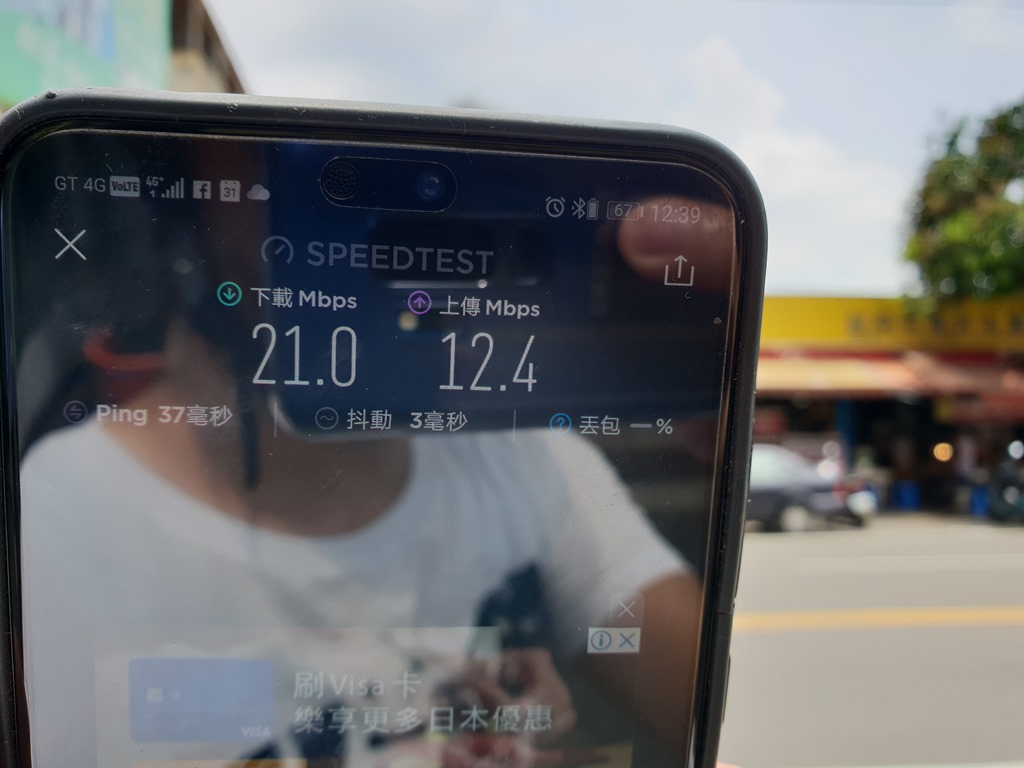 GT 4G VoLTE 4G+ 31 67 12:39
SPEEDTEST
下載 Mbps 上傳 Mbps
21.0 12.4
Ping 37毫秒 抖動 3毫秒 丟包 —%
刷Visa卡
樂享更多日本優惠
VISA